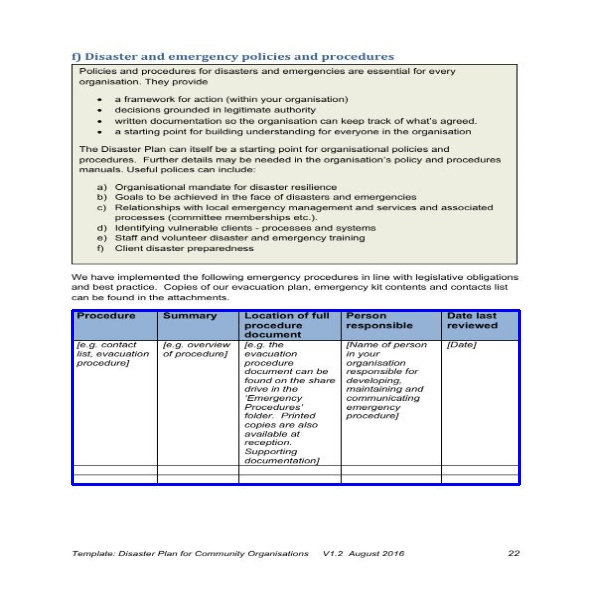 f) Disaster and emergency policies and procedures
Policies and procedures for disasters and emergencies are essential for every
organisation. They provide
• a framework for action (within your organisation)
• decisions grounded in legitimate authority
• written documentation so the organisation can keep track of what's agreed.
• a starting point for building understanding for everyone in the organisation
The Disaster Plan can itself be a starting point for organisational policies and
procedures. Further details may be needed in the organisation's policy and procedures
manuals. Useful polices can include:
a) Organisational mandate for disaster resilience
b) Goals to be achieved in the face of disasters and emergencies
c) Relationships with local emergency management and services and associated
processes (committee memberships etc.).
d) Identifying vulnerable clients - processes and systems
e) Staff and volunteer disaster and emergency training
f) Client disaster preparedness
We have implemented the following emergency procedures in line with legislative obligations
and best practice. Copies of our evacuation plan, emergency kit contents and contacts list
can be found in the attachments.
Procedure
Summary
Location of full
procedure
document
Person
responsible
Date last
reviewed
[e.g. contact
list, evacuation
procedure]
[e.g. overview
of procedure]
[e.g. the
evacuation
procedure
document can be
found on the share
drive in the
'Emergency
Procedures'
folder. Printed
copies are also
available at
reception.
Supporting
documentation]
[Name of person
in your
organisation
responsible for
developing,
maintaining and
communicating
emergency
procedure]
[Date]
Template: Disaster Plan for Community Organisations V1.2 August 2016 22